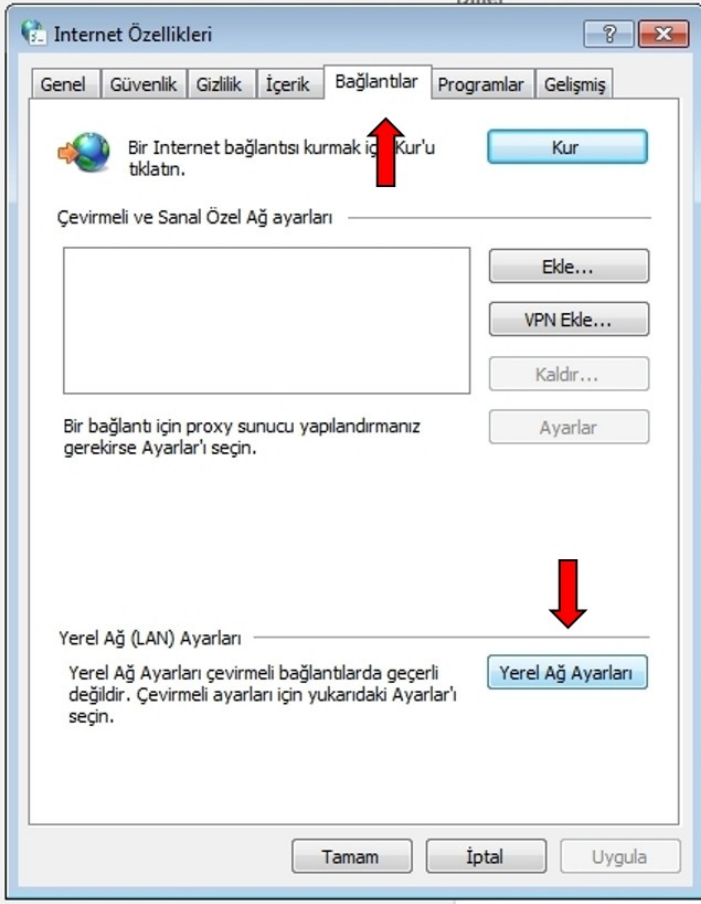 Internet Özellikleri
Genel
Güvenlik
Gizlilik
İçerik
Bağlantılar
Programlar
Gelişmiş
Bir Internet bağlantısı kurmak için Kur'u
tıklatın.
Kur
Çevirmeli ve Sanal Özel Ağ ayarları
Ekle...
VPN Ekle...
Kaldır...
Bir bağlantı için proxy sunucu yapılandırmanız
gerekirse Ayarlar'ı seçin.
Ayarlar
Yerel Ağ (LAN) Ayarları
Yerel Ağ Ayarları çevirmeli bağlantılarda geçerli
değildir. Çevirmeli ayarları için yukarıdaki Ayarlar'ı
seçin.
Yerel Ağ Ayarları
Tamam
İptal
Uygula